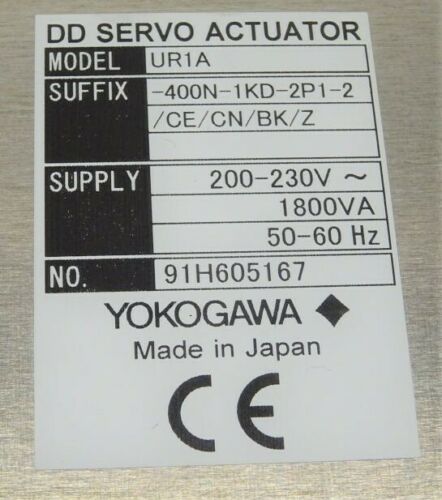 DD SERVO ACTUATOR
MODEL UR1A
SUFFIX -400N-1KD-2P1-2
/CE/CN/BK/Z
SUPPLY 200-230V ～
1800VA
50-60 Hz
NO. 91H605167
YOKOGAWA
Made in Japan
CE